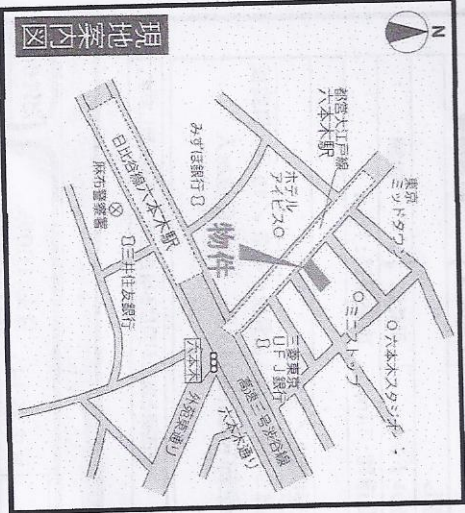 現地案内図
N
東京
ミッドタウン
都営大江戸線
六本木駅
ホテル
アイビス
みずほ銀行
日比谷線六本木駅
麻布警察署
三井住友銀行
物件
六本木スタジオ
ミニストップ
三菱東京
UFJ銀行
高速三号渋谷線
六本木通り
六本木
外苑東通り